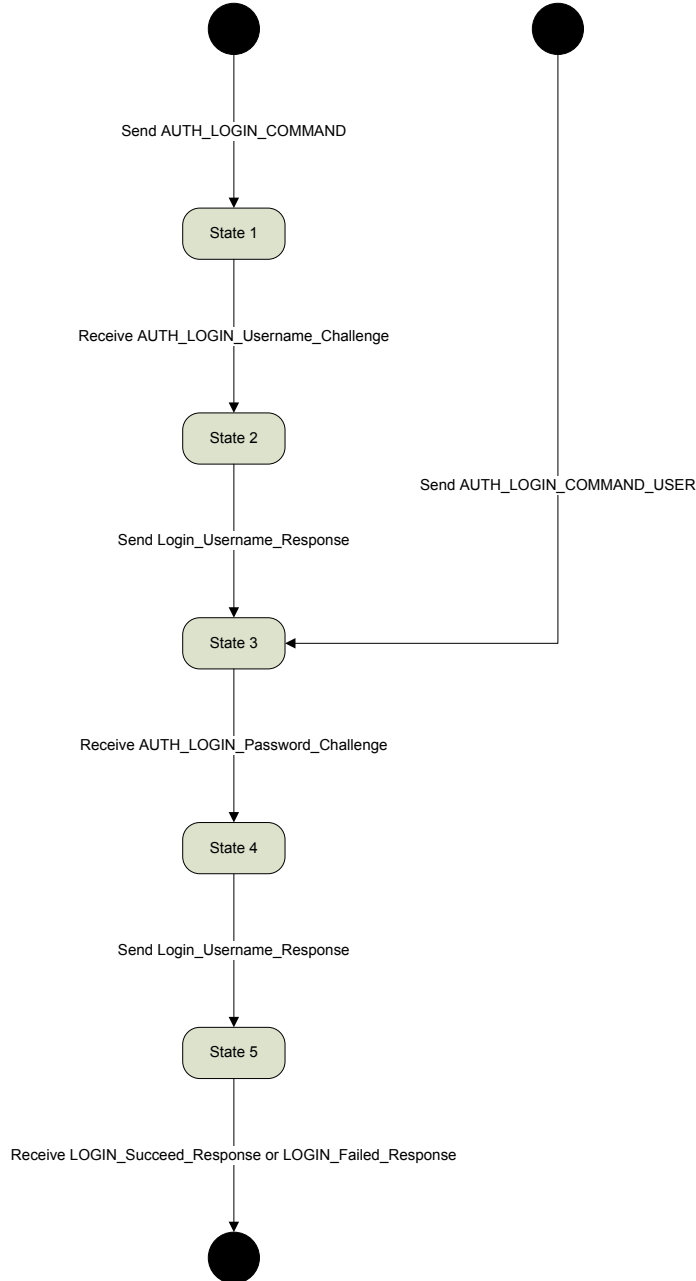 Send AUTH_LOGIN_COMMAND
State 1
Receive AUTH_LOGIN_Username_Challenge
State 2
Send AUTH_LOGIN_COMMAND_USER
Send Login_Username_Response
State 3
Receive AUTH_LOGIN_Password_Challenge
State 4
Send Login_Username_Response
State 5
Receive LOGIN_Succeed_Response or LOGIN_Failed_Response